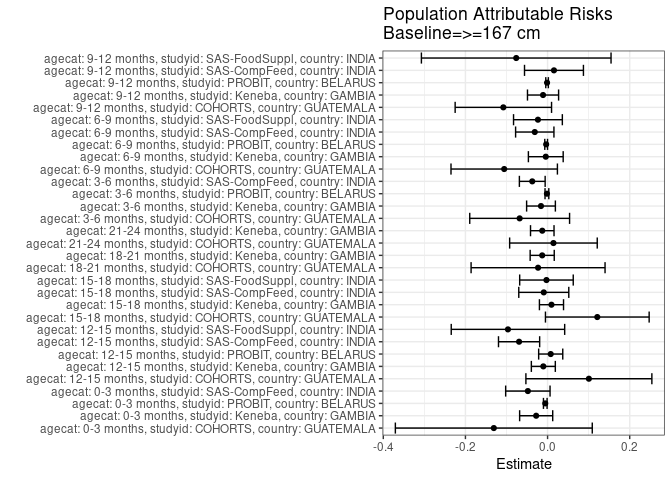 Population Attributable Risks
Baseline=>=167 cm
agecat: 9-12 months, studyid: SAS-FoodSuppl, country: INDIA
agecat: 9-12 months, studyid: SAS-CompFeed, country: INDIA
agecat: 9-12 months, studyid: PROBIT, country: BELARUS
agecat: 9-12 months, studyid: Keneba, country: GAMBIA
agecat: 9-12 months, studyid: COHORTS, country: GUATEMALA
agecat: 6-9 months, studyid: SAS-FoodSuppl, country: INDIA
agecat: 6-9 months, studyid: SAS-CompFeed, country: INDIA
agecat: 6-9 months, studyid: PROBIT, country: BELARUS
agecat: 6-9 months, studyid: Keneba, country: GAMBIA
agecat: 6-9 months, studyid: COHORTS, country: GUATEMALA
agecat: 3-6 months, studyid: SAS-CompFeed, country: INDIA
agecat: 3-6 months, studyid: PROBIT, country: BELARUS
agecat: 3-6 months, studyid: Keneba, country: GAMBIA
agecat: 3-6 months, studyid: COHORTS, country: GUATEMALA
agecat: 21-24 months, studyid: Keneba, country: GAMBIA
agecat: 21-24 months, studyid: COHORTS, country: GUATEMALA
agecat: 18-21 months, studyid: Keneba, country: GAMBIA
agecat: 18-21 months, studyid: COHORTS, country: GUATEMALA
agecat: 15-18 months, studyid: SAS-FoodSuppl, country: INDIA
agecat: 15-18 months, studyid: SAS-CompFeed, country: INDIA
agecat: 15-18 months, studyid: Keneba, country: GAMBIA
agecat: 15-18 months, studyid: COHORTS, country: GUATEMALA
agecat: 12-15 months, studyid: SAS-FoodSuppl, country: INDIA
agecat: 12-15 months, studyid: SAS-CompFeed, country: INDIA
agecat: 12-15 months, studyid: PROBIT, country: BELARUS
agecat: 12-15 months, studyid: Keneba, country: GAMBIA
agecat: 12-15 months, studyid: COHORTS, country: GUATEMALA
agecat: 0-3 months, studyid: SAS-CompFeed, country: INDIA
agecat: 0-3 months, studyid: PROBIT, country: BELARUS
agecat: 0-3 months, studyid: Keneba, country: GAMBIA
agecat: 0-3 months, studyid: COHORTS, country: GUATEMALA
-0.4 -0.2 0.0 0.2
Estimate